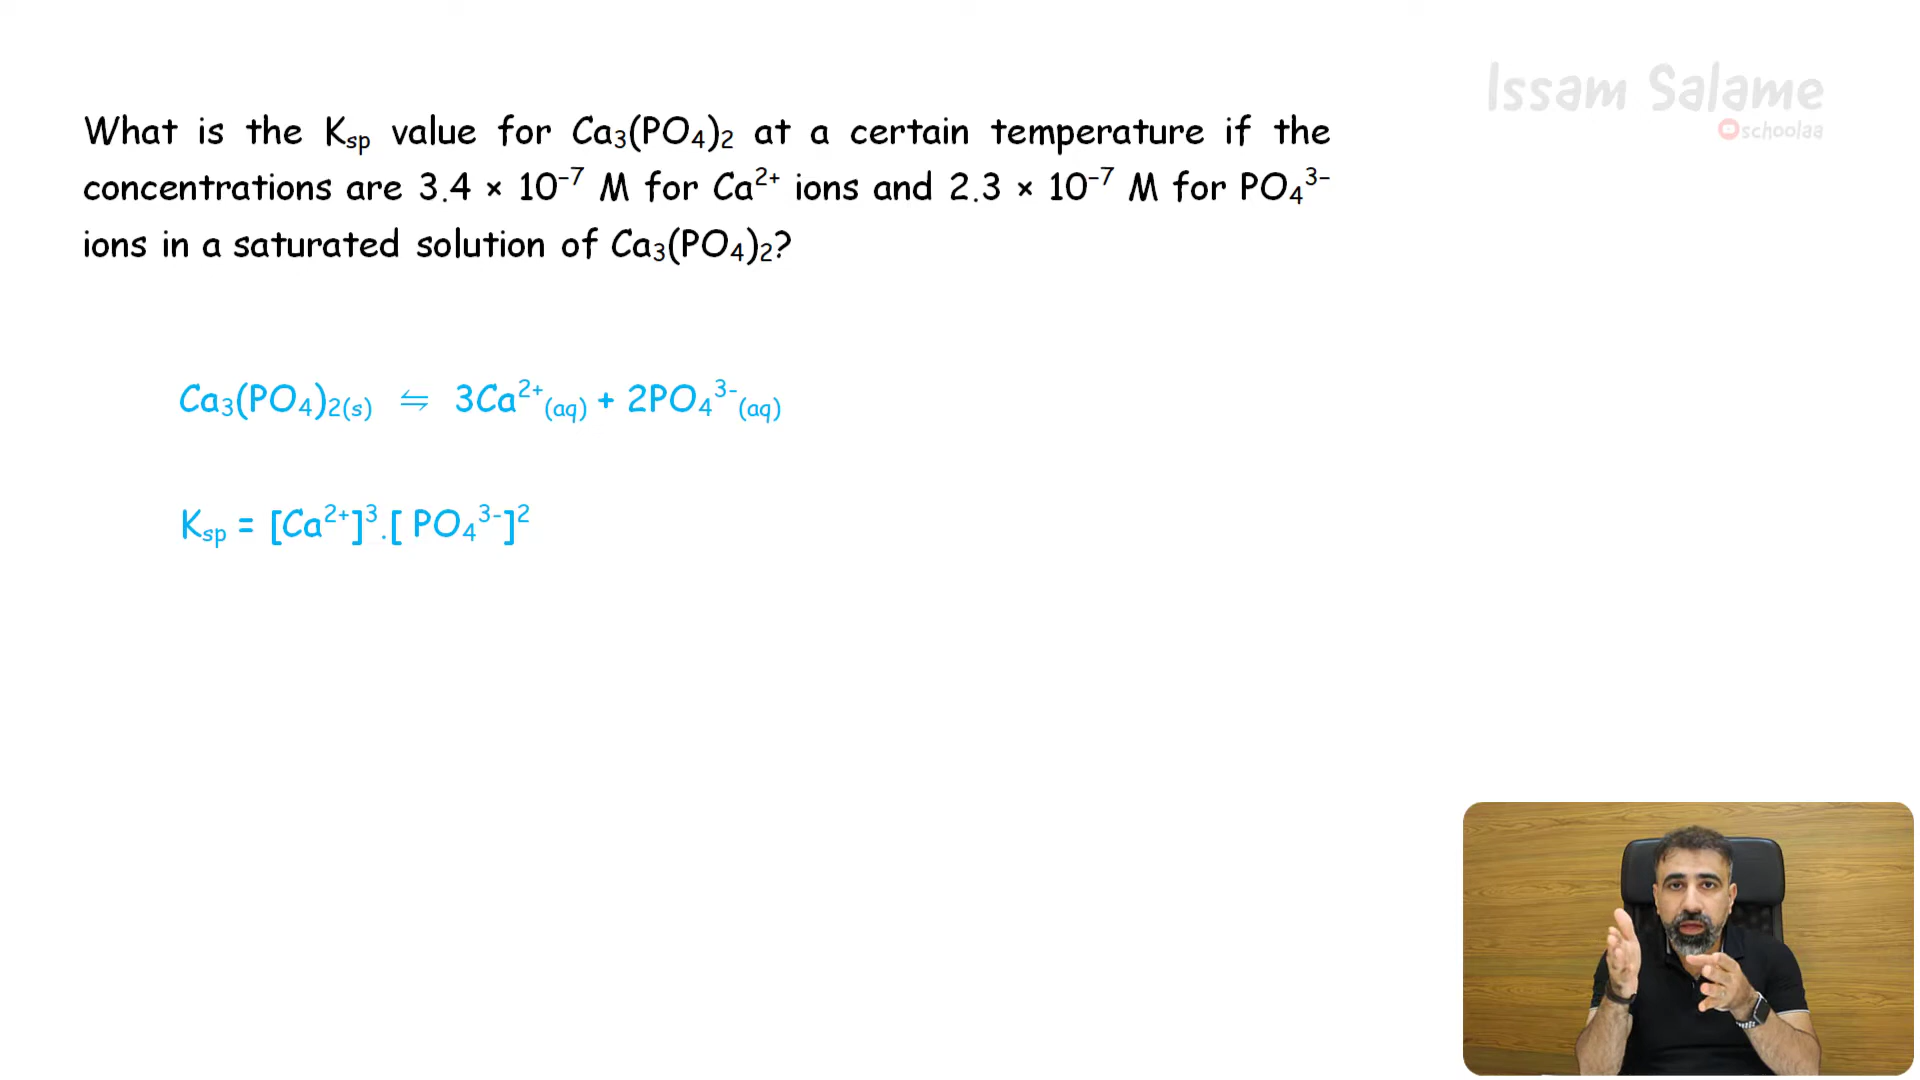 Issam Salame
schoolaa
What is the Ksp value for Ca₃(PO₄)₂ at a certain temperature if the
concentrations are 3.4 × 10⁻⁷ M for Ca²⁺ ions and 2.3 × 10⁻⁷ M for PO₄³⁻
ions in a saturated solution of Ca₃(PO₄)₂?
Ca₃(PO₄)₂(s) ⇋ 3Ca²⁺(aq) + 2PO₄³⁻(aq)
Ksp = [Ca²⁺]³.[ PO₄³⁻]²